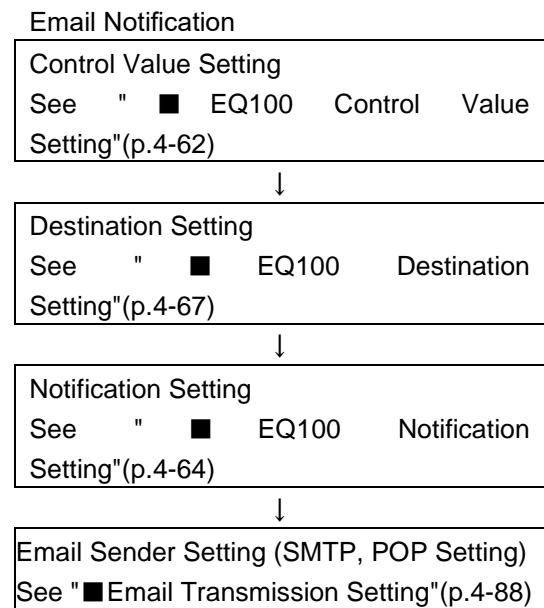 Email Notification
Control Value Setting
See " ■ EQ100 Control Value
Setting"(p.4-62)
↓
Destination Setting
See " ■ EQ100 Destination
Setting"(p.4-67)
↓
Notification Setting
See " ■ EQ100 Notification
Setting"(p.4-64)
↓
Email Sender Setting (SMTP, POP Setting)
See "■Email Transmission Setting"(p.4-88)